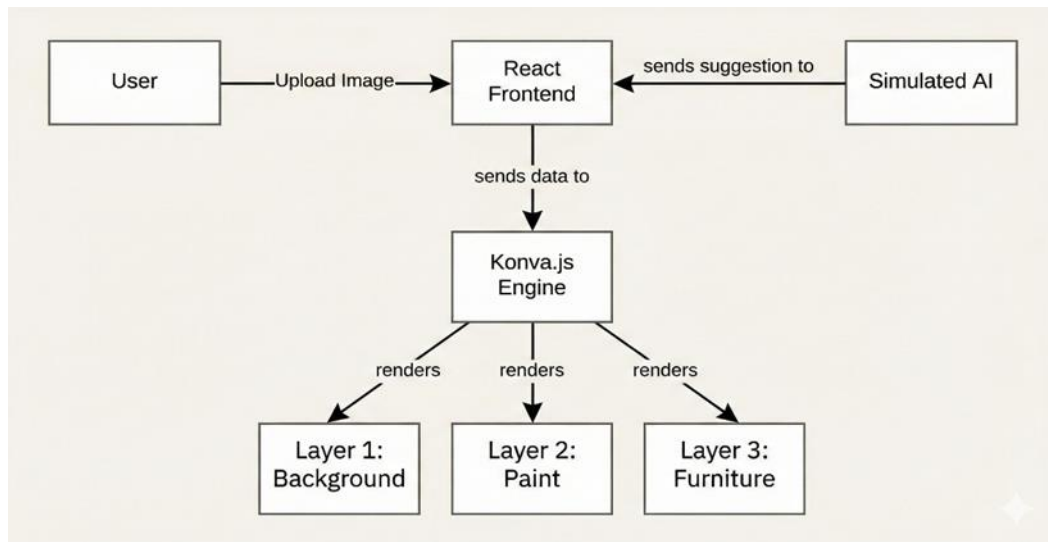 User
Upload Image
React
Frontend
sends suggestion to
Simulated AI
sends data to
Konva.js
Engine
renders
renders
renders
Layer 1:
Background
Layer 2:
Paint
Layer 3:
Furniture